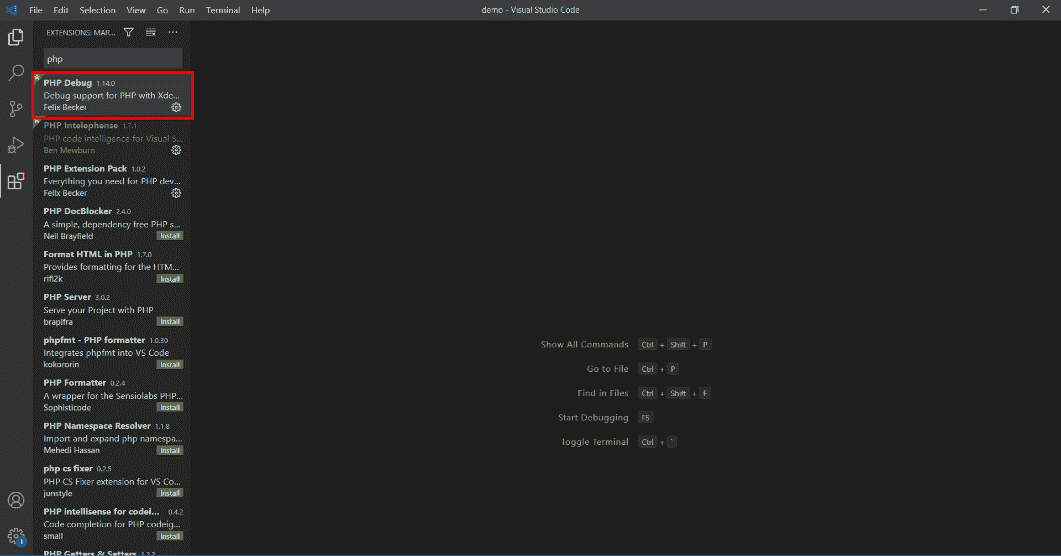 File Edit Selection View Go Run Terminal Help
demo - Visual Studio Code
EXTENSIONS: MAR...
php
PHP Debug 1.14.0
Debug support for PHP with Xde...
Felix Becker
PHP Intelephense 1.7.1
PHP code intelligence for Visual S...
Ben Mewburn
PHP Extension Pack 1.0.2
Everything you need for PHP dev...
Felix Becker
PHP DocBlocker 2.4.0
A simple, dependency free PHP s...
Neil Brayfield Install
Format HTML in PHP 1.7.0
Provides formatting for the HTM...
rifi2k Install
PHP Server 3.0.2
Serve your Project with PHP
brapifra Install
phpfmt - PHP formatter 1.0.30
Integrates phpfmt into VS Code
kokororin Install
PHP Formatter 0.2.4
A wrapper for the Sensiolabs PHP...
Sophisticode Install
PHP Namespace Resolver 1.1.8
Import and expand php namespa...
Mehedi Hassan Install
php cs fixer 0.2.5
PHP CS Fixer extension for VS Co...
junstyle Install
PHP intellisense for codei... 0.4.2
Code completion for PHP codeig...
small Install
PHP Getters & Setters 1.2.3
Show All Commands Ctrl + Shift + P
Go to File Ctrl + P
Find in Files Ctrl + Shift + F
Start Debugging F5
Toggle Terminal Ctrl + `
1